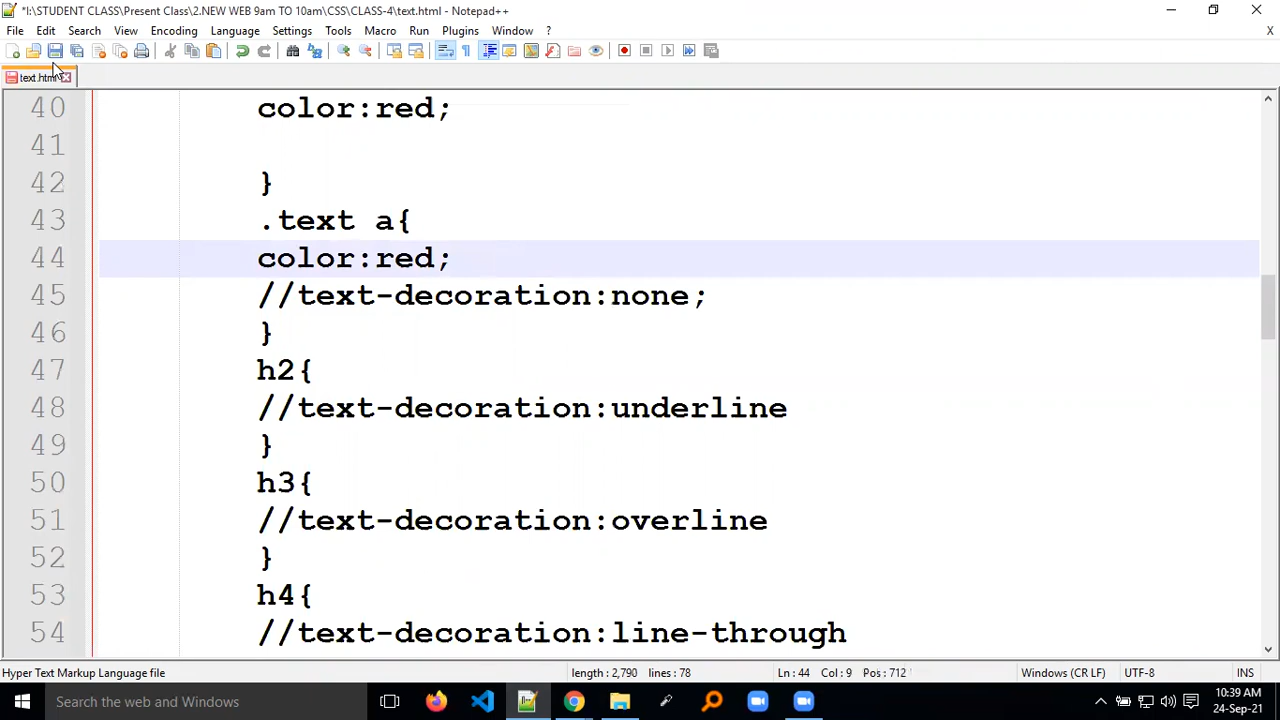 *I:\STUDENT CLASS\Present Class\2.NEW WEB 9am TO 10am\CSS\CLASS-4\text.html - Notepad++
File Edit Search View Encoding Language Settings Tools Macro Run Plugins Window ? X
text.html
40 color:red;
41
42 }
43 .text a{
44 color:red;
45 //text-decoration:none;
46 }
47 h2{
48 //text-decoration:underline
49 }
50 h3{
51 //text-decoration:overline
52 }
53 h4{
54 //text-decoration:line-through
Hyper Text Markup Language file length : 2,790 lines : 78 Ln : 44 Col : 9 Pos : 712 Windows (CR LF) UTF-8 INS
Search the web and Windows
10:39 AM
24-Sep-21